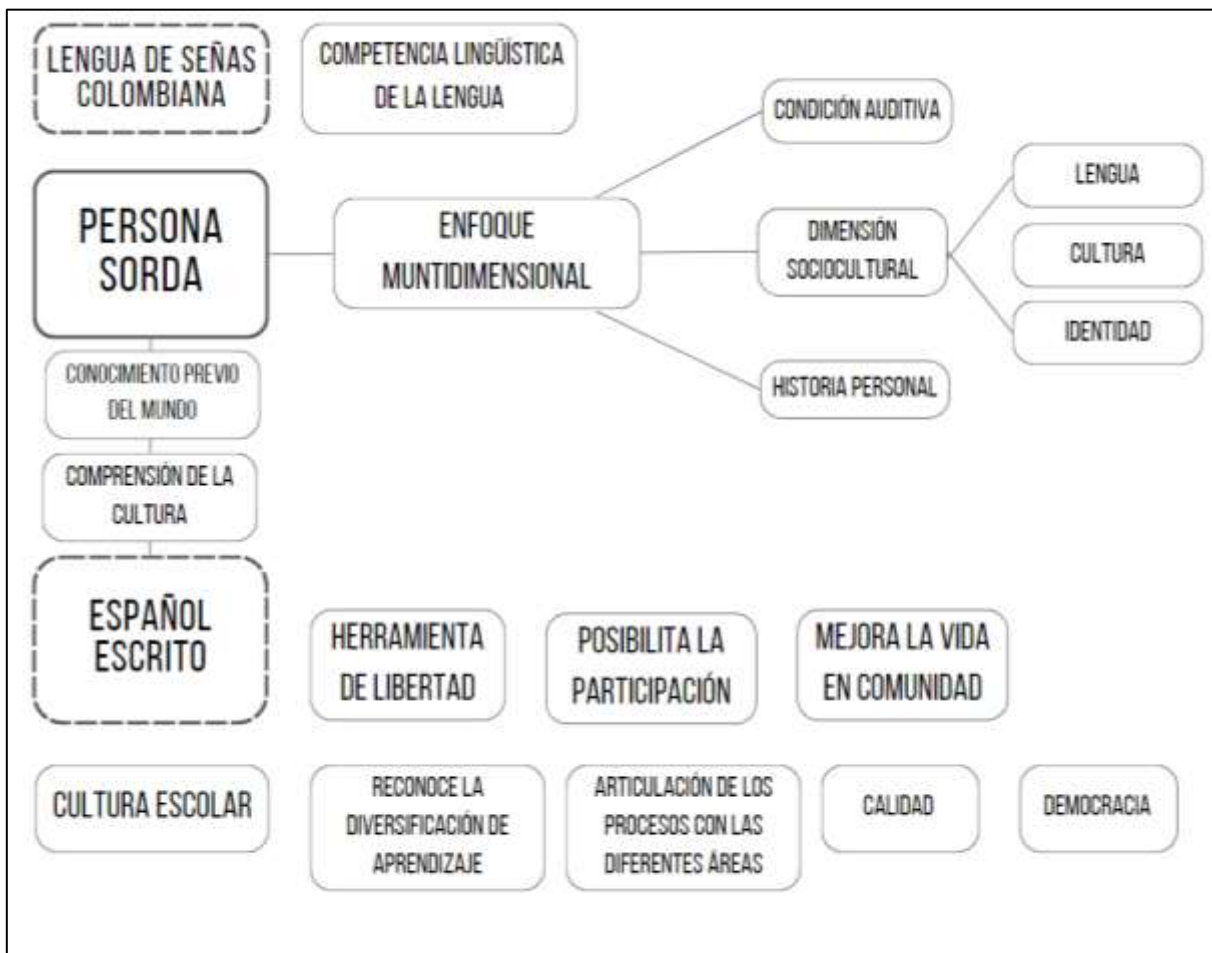 LENGUA DE SEÑAS
COLOMBIANA
COMPETENCIA LINGÜÍSTICA
DE LA LENGUA
CONDICIÓN AUDITIVA
PERSONA
SORDA
ENFOQUE
MUNTIDIMENSIONAL
DIMENSIÓN
SOCIOCULTURAL
LENGUA
CULTURA
IDENTIDAD
HISTORIA PERSONAL
CONOCIMIENTO PREVIO
DEL MUNDO
COMPRENSIÓN DE LA
CULTURA
ESPAÑOL
ESCRITO
HERRAMIENTA
DE LIBERTAD
POSIBILITA LA
PARTICIPACIÓN
MEJORA LA VIDA
EN COMUNIDAD
CULTURA ESCOLAR
RECONOCE LA
DIVERSIFICACIÓN DE
APRENDIZAJE
ARTICULACIÓN DE LOS
PROCESOS CON LAS
DIFERENTES ÁREAS
CALIDAD
DEMOCRACIA